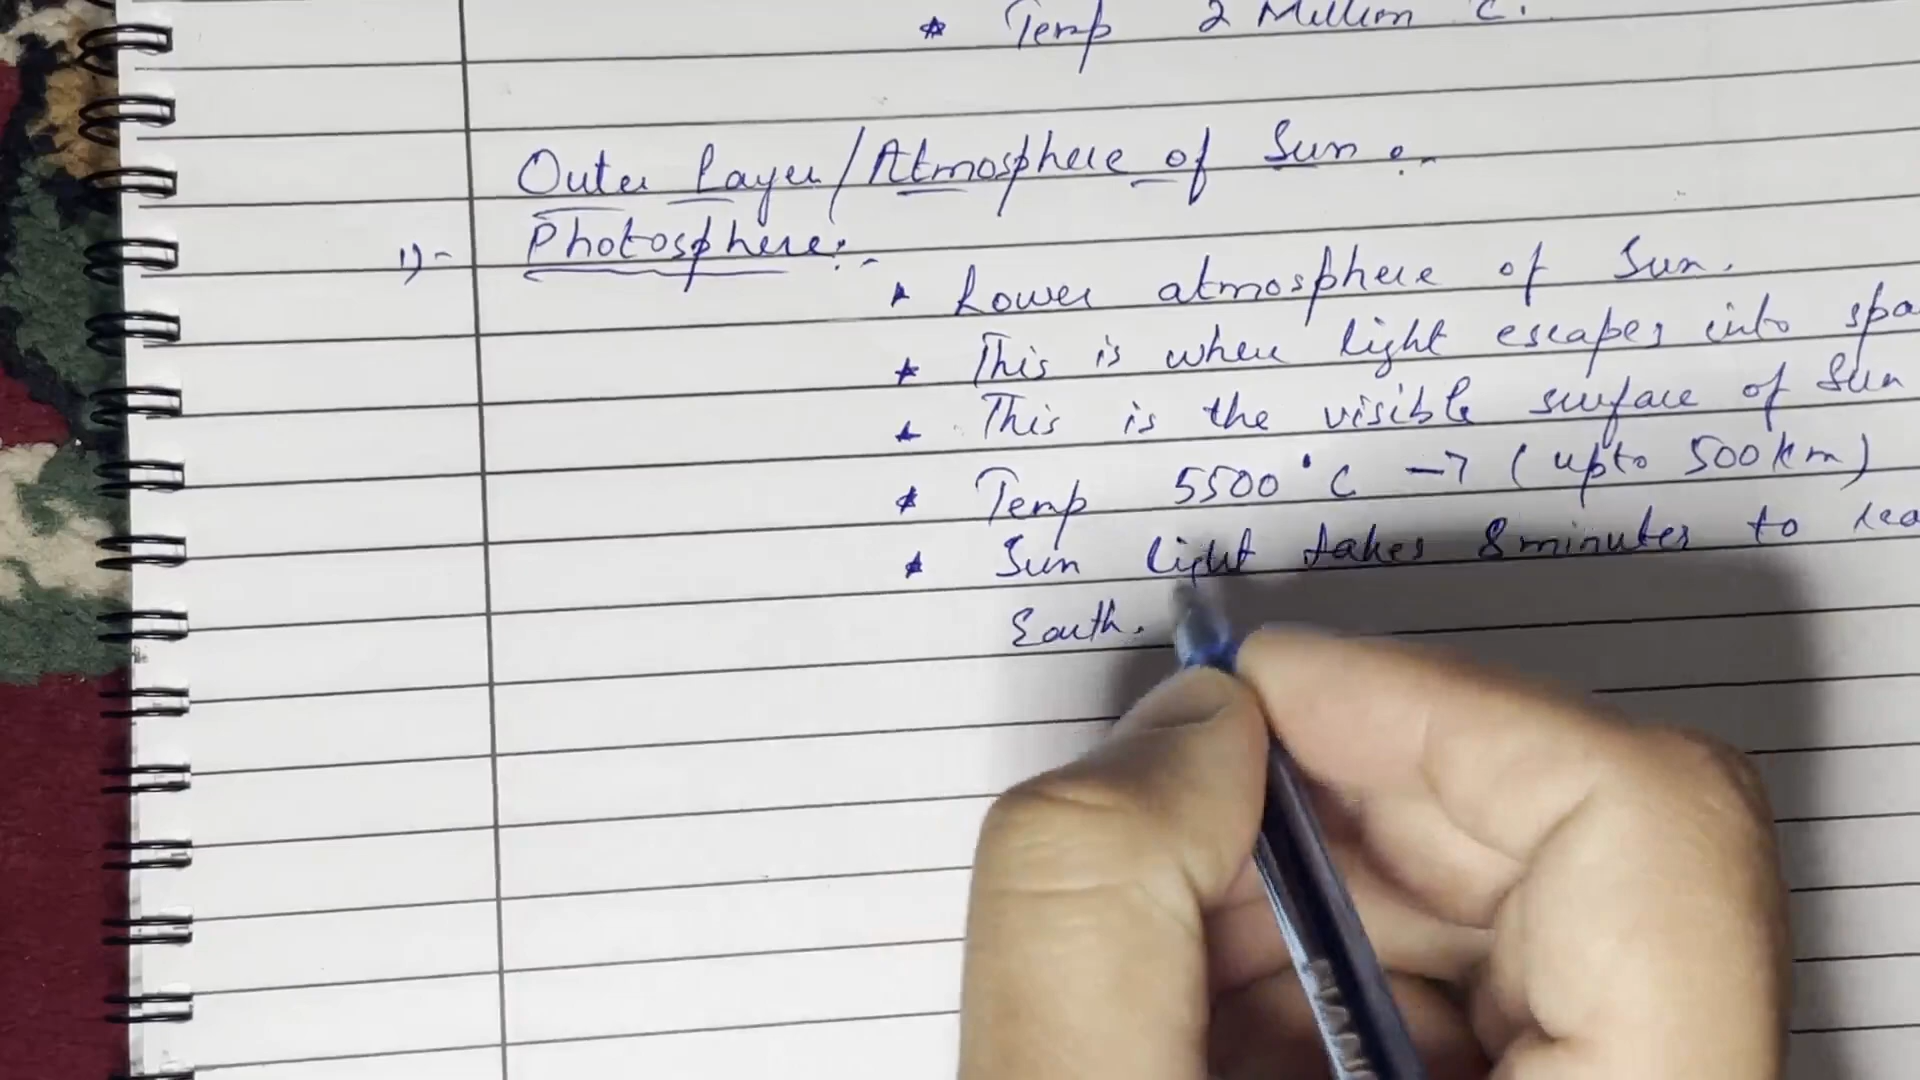 * Temp 2 Million C.
Outer Layer/Atmosphere of Sun :-
1)- Photosphere:-
* Lower atmosphere of Sun.
* This is where light escapes into spa
* This is the visible surface of Sun
* Temp 5500°C → (upto 500km)
* Sun light takes 8 minutes to rea
Earth.